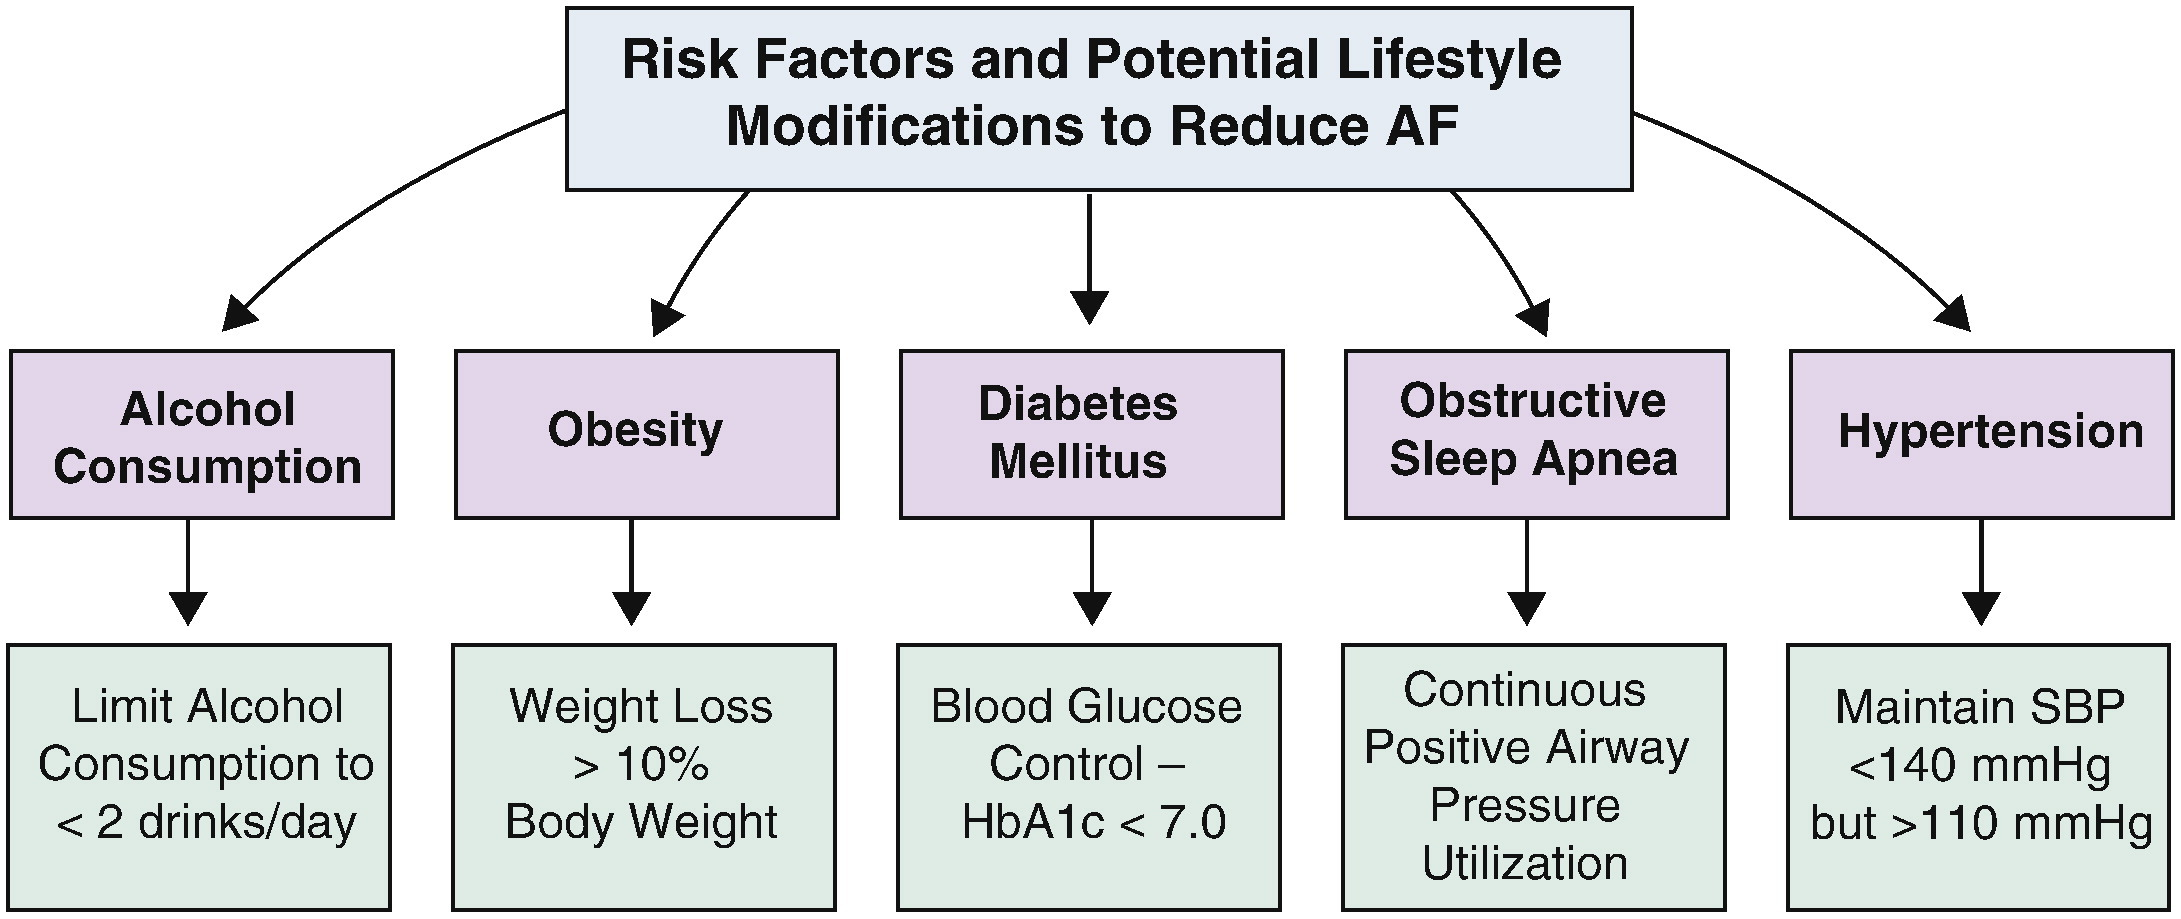 Risk Factors and Potential Lifestyle
Modifications to Reduce AF
Alcohol
Consumption
Obesity
Diabetes
Mellitus
Obstructive
Sleep Apnea
Hypertension
Limit Alcohol
Consumption to
< 2 drinks/day
Weight Loss
> 10%
Body Weight
Blood Glucose
Control –
HbA1c < 7.0
Continuous
Positive Airway
Pressure
Utilization
Maintain SBP
<140 mmHg
but >110 mmHg